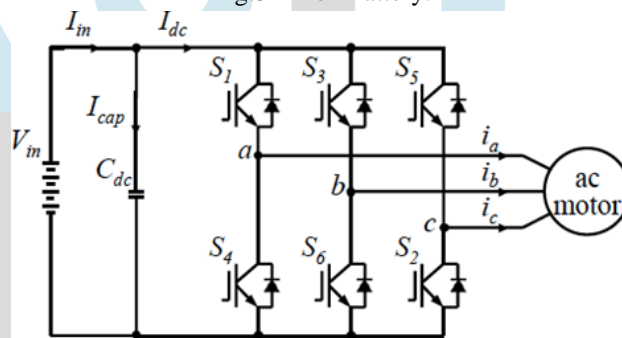 I_in I_dc
S_1 S_3 S_5
I_cap
V_in
C_dc
a i_a
b i_b
c i_c
ac
motor
S_4 S_6 S_2